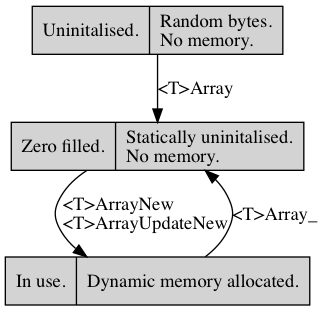 Uninitalised.
Random bytes.
No memory.
<T>Array
Zero filled.
Statically uninitalised.
No memory.
<T>ArrayNew
<T>ArrayUpdateNew
<T>Array_
In use.
Dynamic memory allocated.